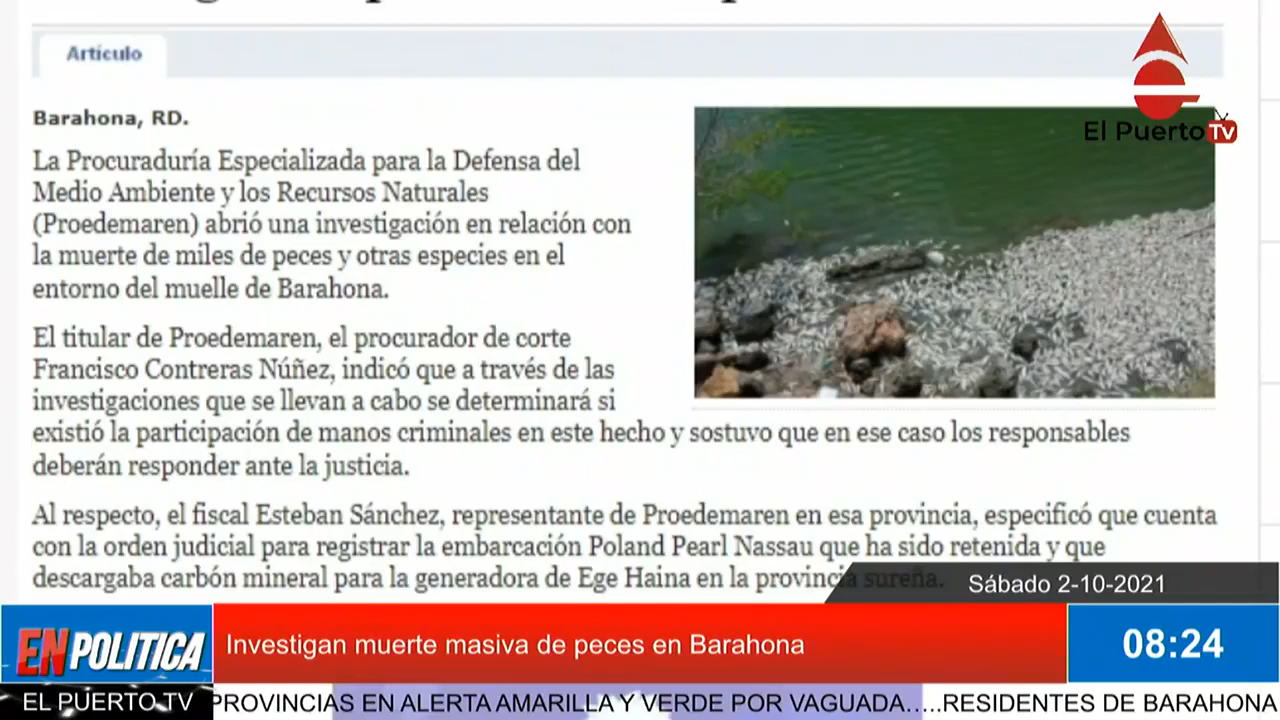 Artículo
El Puerto TV
Barahona, RD.
La Procuraduría Especializada para la Defensa del
Medio Ambiente y los Recursos Naturales
(Proedemaren) abrió una investigación en relación con
la muerte de miles de peces y otras especies en el
entorno del muelle de Barahona.
El titular de Proedemaren, el procurador de corte
Francisco Contreras Núñez, indicó que a través de las
investigaciones que se llevan a cabo se determinará si
existió la participación de manos criminales en este hecho y sostuvo que en ese caso los responsables
deberán responder ante la justicia.
Al respecto, el fiscal Esteban Sánchez, representante de Proedemaren en esa provincia, especificó que cuenta
con la orden judicial para registrar la embarcación Poland Pearl Nassau que ha sido retenida y que
descargaba carbón mineral para la generadora de Ege Haina en la provincia sureña.
Sábado 2-10-2021
EN POLITICA
Investigan muerte masiva de peces en Barahona
08:24
EL PUERTO TV
PROVINCIAS EN ALERTA AMARILLA Y VERDE POR VAGUADA.....RESIDENTES DE BARAHONA